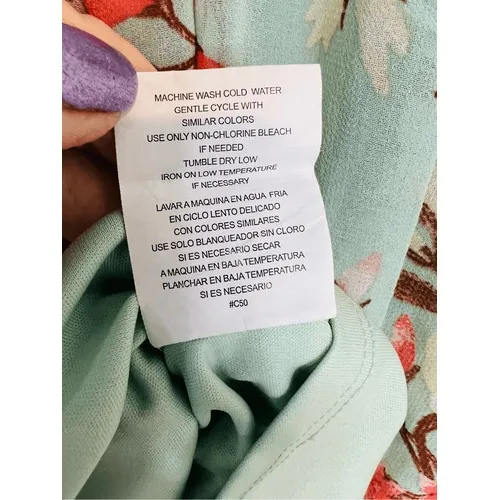 MACHINE WASH COLD WATER
GENTLE CYCLE WITH
SIMILAR COLORS
USE ONLY NON-CHLORINE BLEACH
IF NEEDED
TUMBLE DRY LOW
IRON ON LOW TEMPERATURE
IF NECESSARY
LAVAR A MAQUINA EN AGUA FRIA
EN CICLO LENTO DELICADO
CON COLORES SIMILARES
USE SOLO BLANQUEADOR SIN CLORO
SI ES NECESARIO SECAR
A MAQUINA EN BAJA TEMPERATURA
PLANCHAR EN BAJA TEMPERATURA
SI ES NECESARIO
#C50